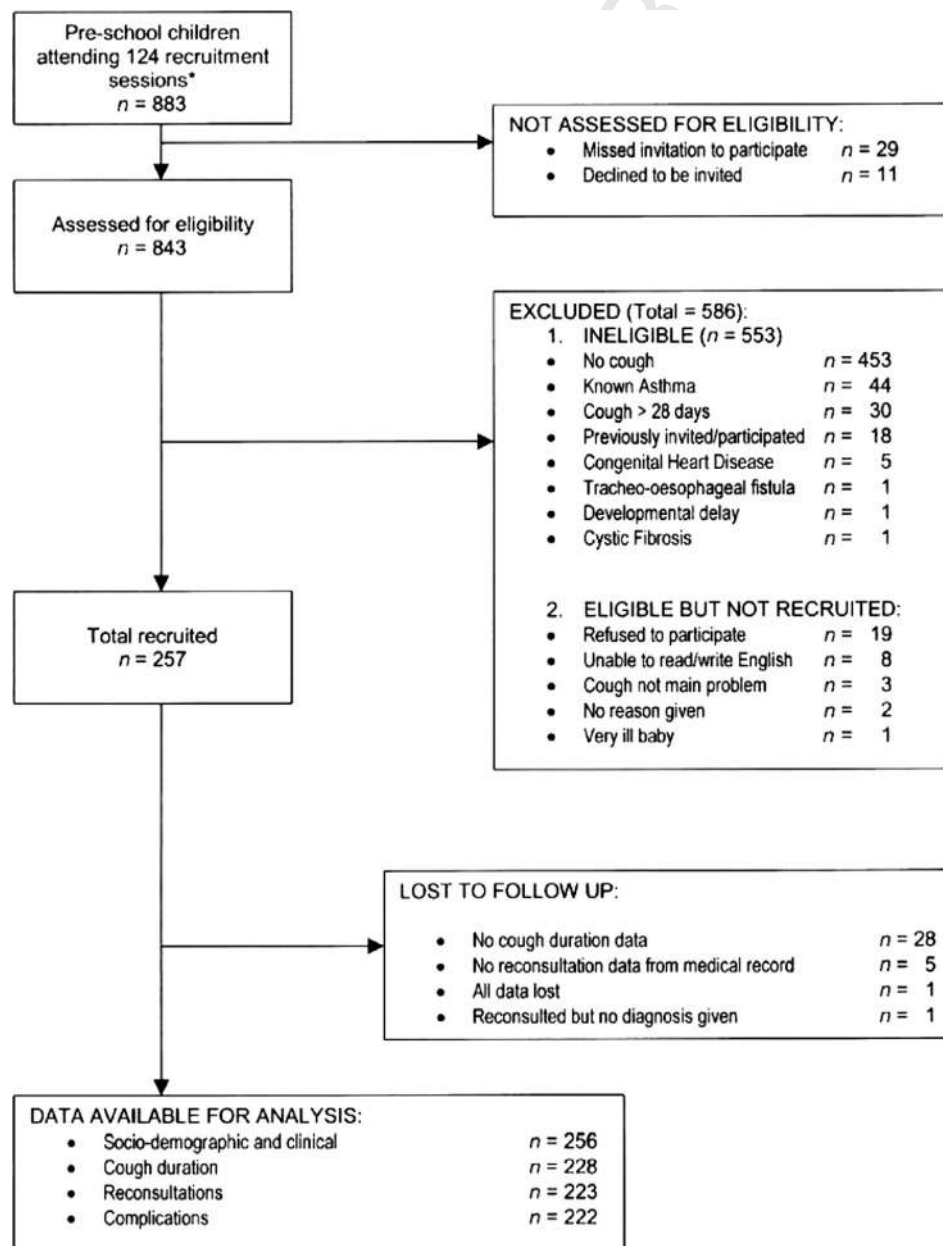 Pre-school children
attending 124 recruitment
sessions*
n = 883
NOT ASSESSED FOR ELIGIBILITY:
• Missed invitation to participate n = 29
• Declined to be invited n = 11
Assessed for eligibility
n = 843
EXCLUDED (Total = 586):
1. INELIGIBLE (n = 553)
• No cough n = 453
• Known Asthma n = 44
• Cough > 28 days n = 30
• Previously invited/participated n = 18
• Congenital Heart Disease n = 5
• Tracheo-oesophageal fistula n = 1
• Developmental delay n = 1
• Cystic Fibrosis n = 1
2. ELIGIBLE BUT NOT RECRUITED:
• Refused to participate n = 19
• Unable to read/write English n = 8
• Cough not main problem n = 3
• No reason given n = 2
• Very ill baby n = 1
Total recruited
n = 257
LOST TO FOLLOW UP:
• No cough duration data n = 28
• No reconsultation data from medical record n = 5
• All data lost n = 1
• Reconsulted but no diagnosis given n = 1
DATA AVAILABLE FOR ANALYSIS:
• Socio-demographic and clinical n = 256
• Cough duration n = 228
• Reconsultations n = 223
• Complications n = 222